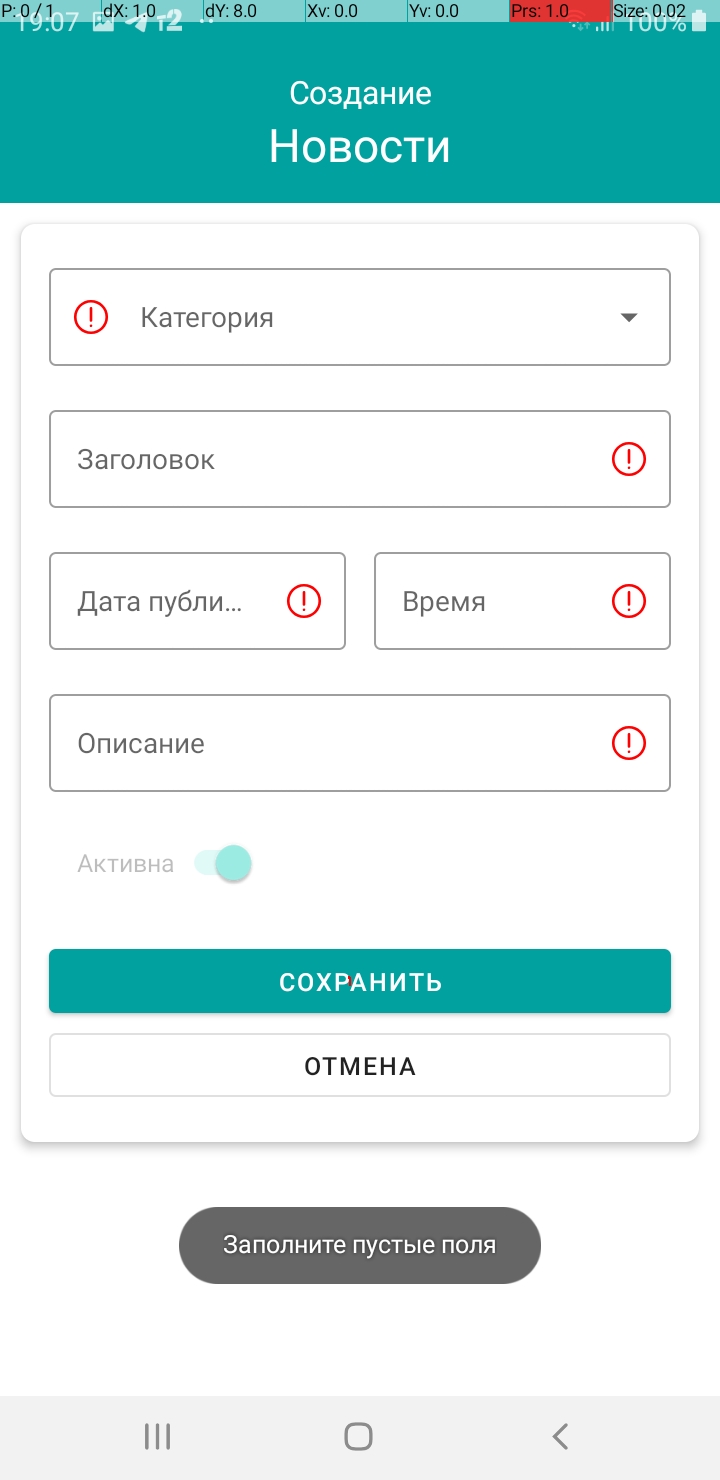 P: 0 / 1 dX: 1.0 dY: 8.0 Xv: 0.0 Yv: 0.0 Prs: 1.0 Size: 0.02
19:07 т2 100%
Создание
Новости
Категория
Заголовок
Дата публи... Время
Описание
Активна
СОХРАНИТЬ
ОТМЕНА
Заполните пустые поля